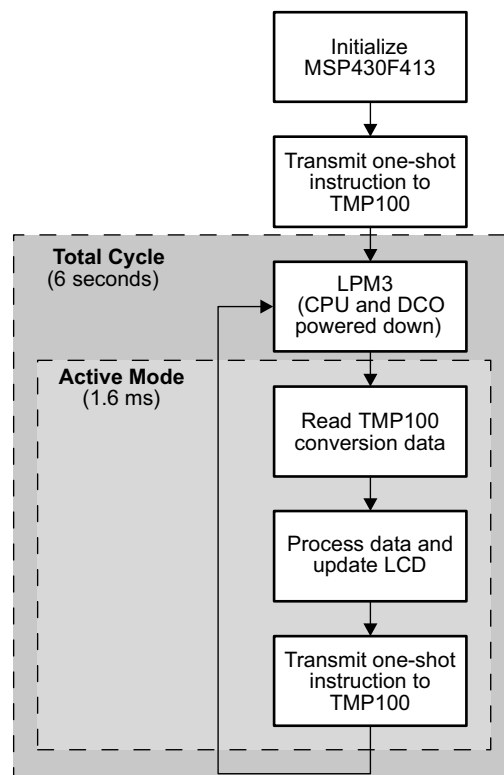 Initialize
MSP430F413
Transmit one-shot
instruction to
TMP100
Total Cycle
(6 seconds)
LPM3
(CPU and DCO
powered down)
Active Mode
(1.6 ms)
Read TMP100
conversion data
Process data and
update LCD
Transmit one-shot
instruction to
TMP100